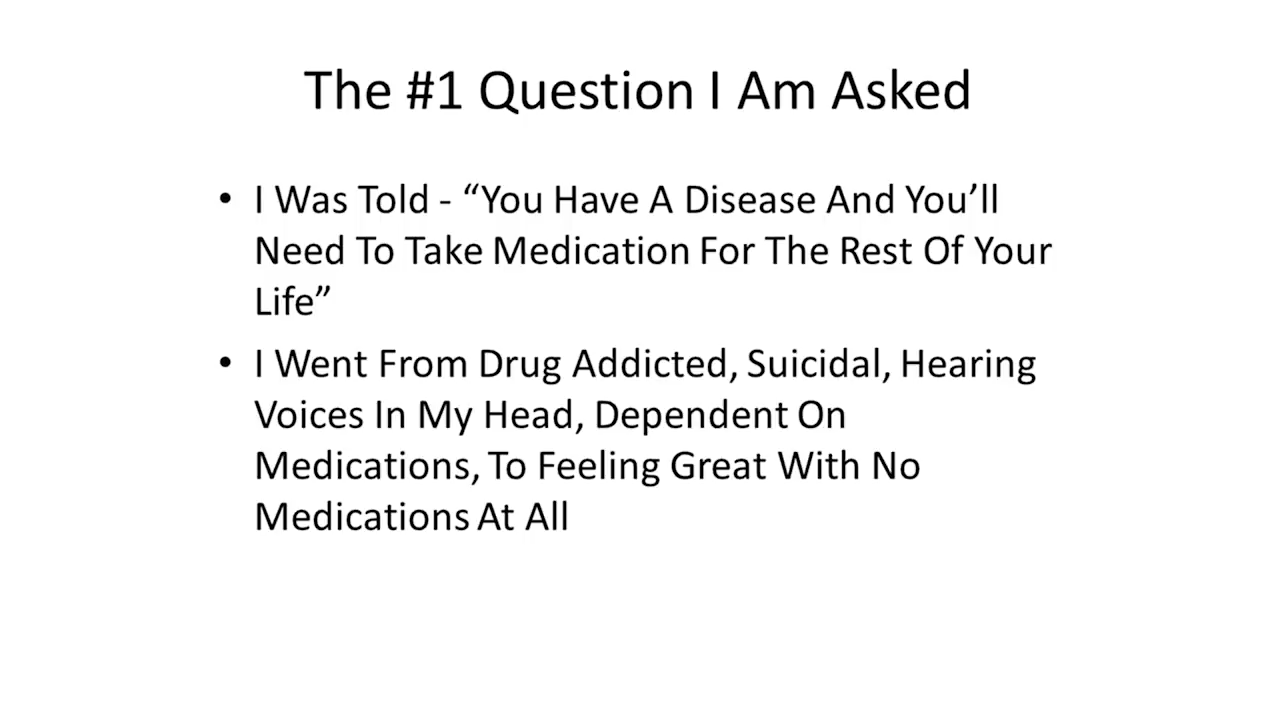 The #1 Question I Am Asked
• I Was Told - “You Have A Disease And You’ll
Need To Take Medication For The Rest Of Your
Life”
• I Went From Drug Addicted, Suicidal, Hearing
Voices In My Head, Dependent On
Medications, To Feeling Great With No
Medications At All